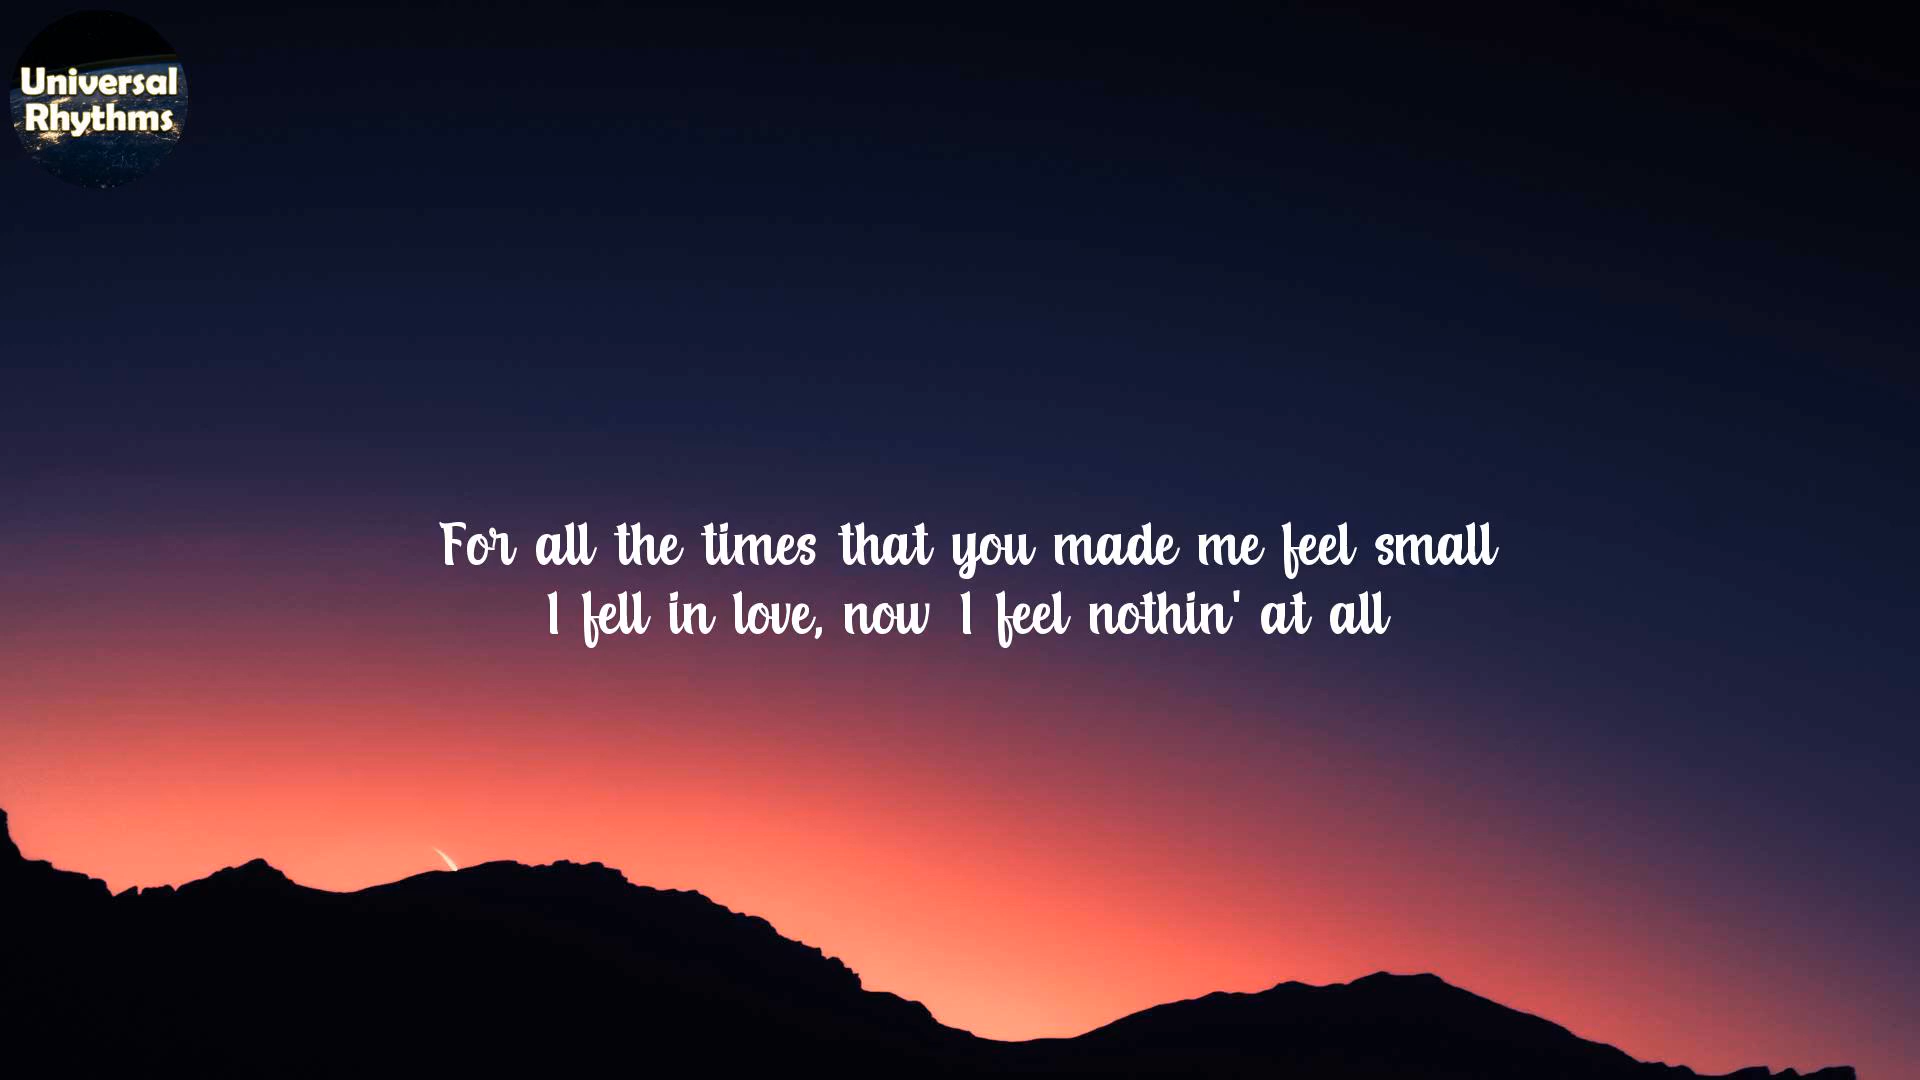 Universal
Rhythms
For all the times that you made me feel small
I fell in love, now I feel nothin' at all